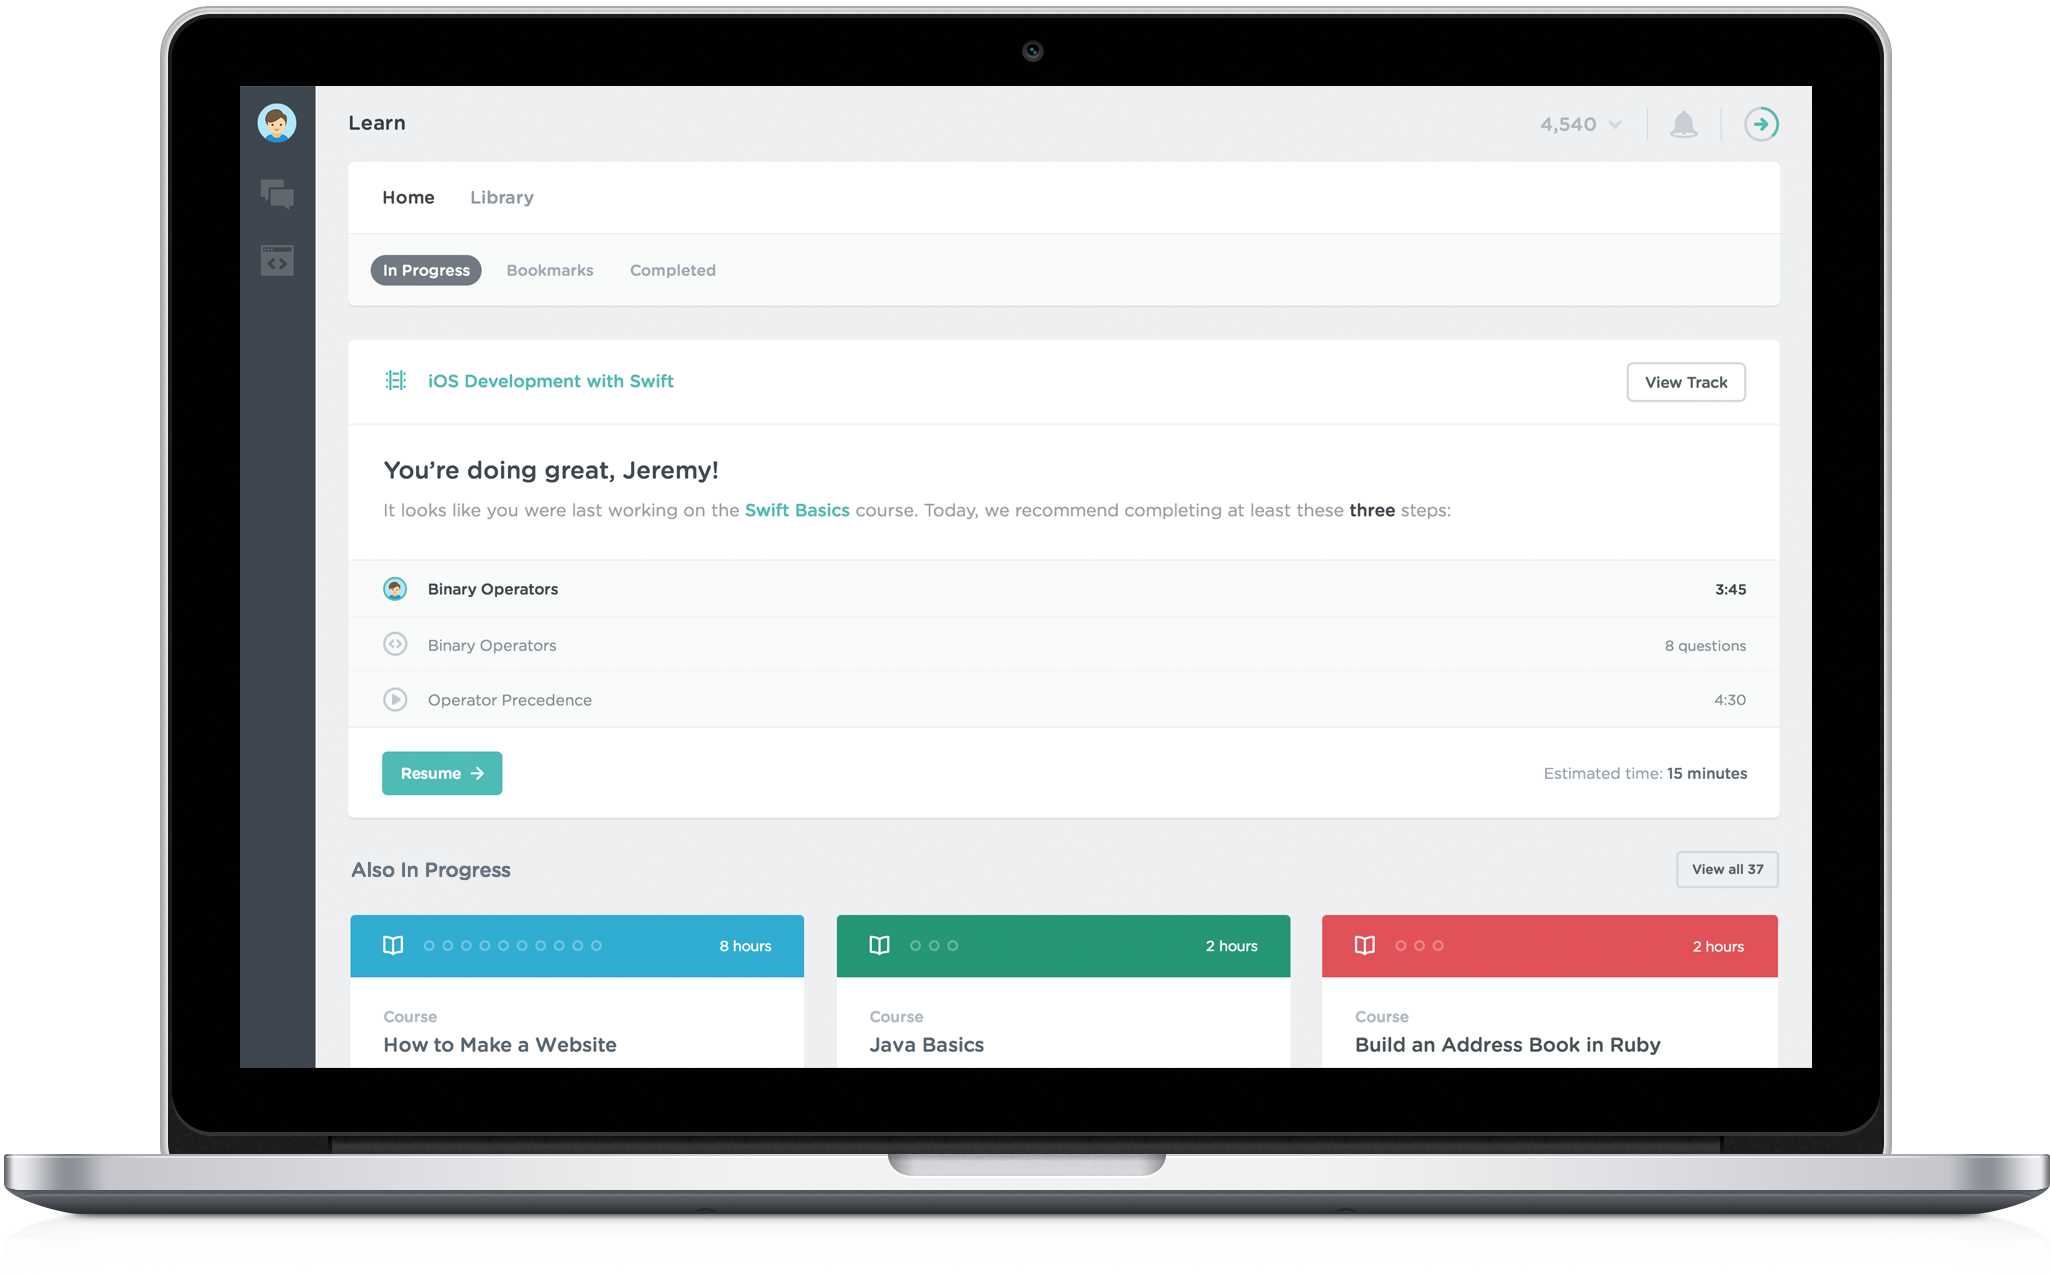 Learn
4,540
Home Library
In Progress Bookmarks Completed
iOS Development with Swift
View Track
You’re doing great, Jeremy!
It looks like you were last working on the Swift Basics course. Today, we recommend completing at least these three steps:
Binary Operators 3:45
Binary Operators 8 questions
Operator Precedence 4:30
Resume Estimated time: 15 minutes
Also In Progress View all 37
8 hours
2 hours
2 hours
Course
How to Make a Website
Course
Java Basics
Course
Build an Address Book in Ruby